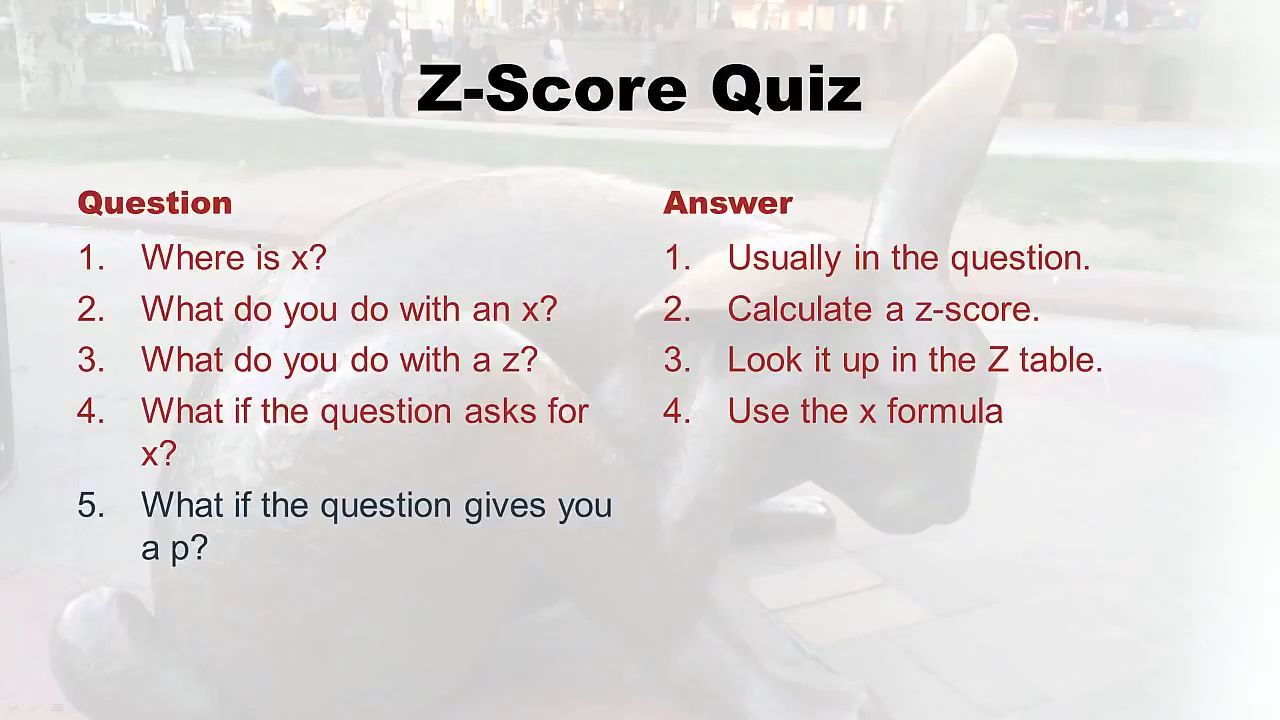 Z-Score Quiz
Question
1. Where is x?
2. What do you do with an x?
3. What do you do with a z?
4. What if the question asks for
x?
5. What if the question gives you
a p?
Answer
1. Usually in the question.
2. Calculate a z-score.
3. Look it up in the Z table.
4. Use the x formula